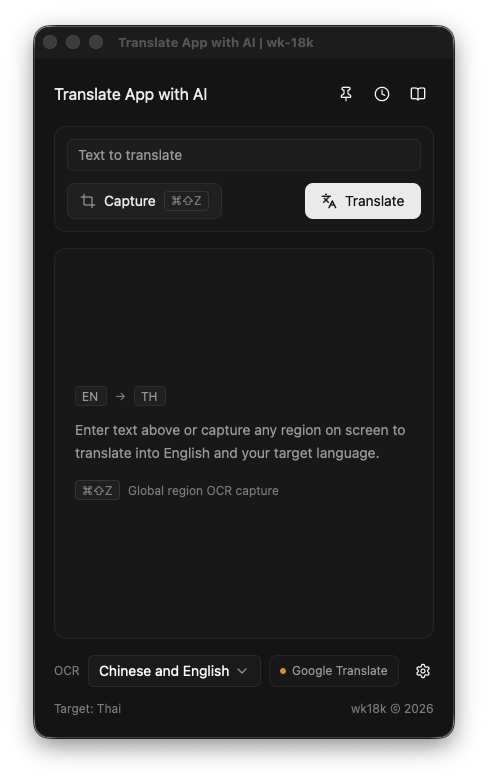 Translate App with AI | wk-18k
Translate App with AI
Text to translate
Capture ⌘⇧Z
Translate
EN → TH
Enter text above or capture any region on screen to
translate into English and your target language.
⌘⇧Z Global region OCR capture
OCR Chinese and English Google Translate
Target: Thai
wk18k © 2026